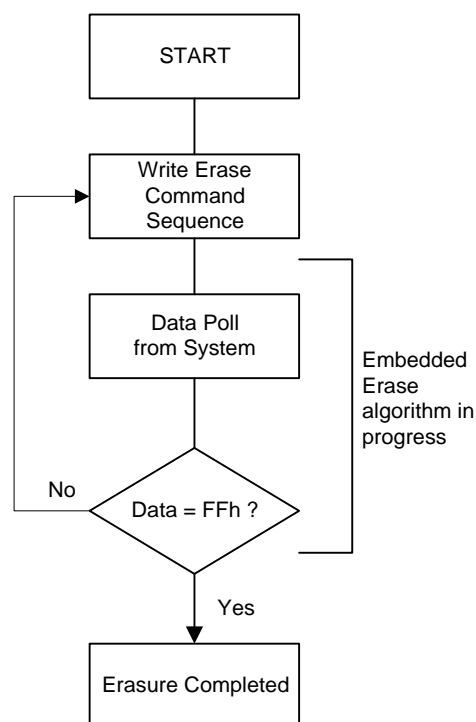 START
Write Erase
Command
Sequence
Data Poll
from System
Embedded
Erase
algorithm in
progress
No
Data = FFh ?
Yes
Erasure Completed